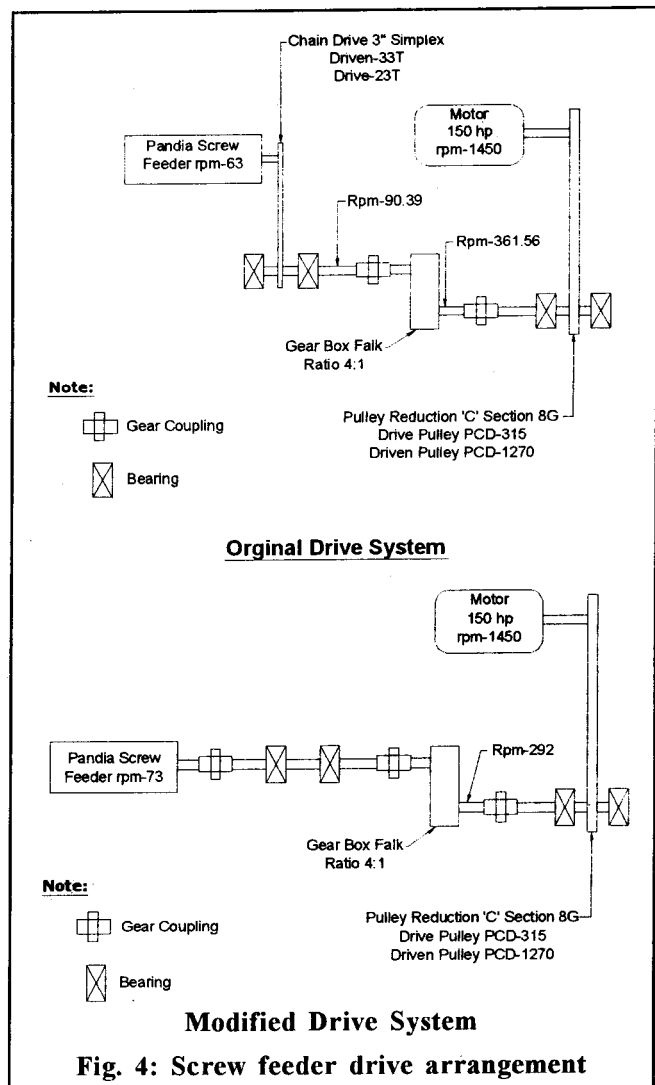 Chain Drive 3" Simplex
Driven-33T
Drive-23T
Motor
150 hp
rpm-1450
Pandia Screw
Feeder rpm-63
Rpm-90.39
Rpm-361.56
Gear Box Falk
Ratio 4:1
Note:
Gear Coupling
Bearing
Pulley Reduction 'C' Section 8G
Drive Pulley PCD-315
Driven Pulley PCD-1270
Orginal Drive System
Motor
150 hp
rpm-1450
Pandia Screw
Feeder rpm-73
Rpm-292
Gear Box Falk
Ratio 4:1
Note:
Gear Coupling
Bearing
Pulley Reduction 'C' Section 8G
Drive Pulley PCD-315
Driven Pulley PCD-1270
Modified Drive System
Fig. 4: Screw feeder drive arrangement